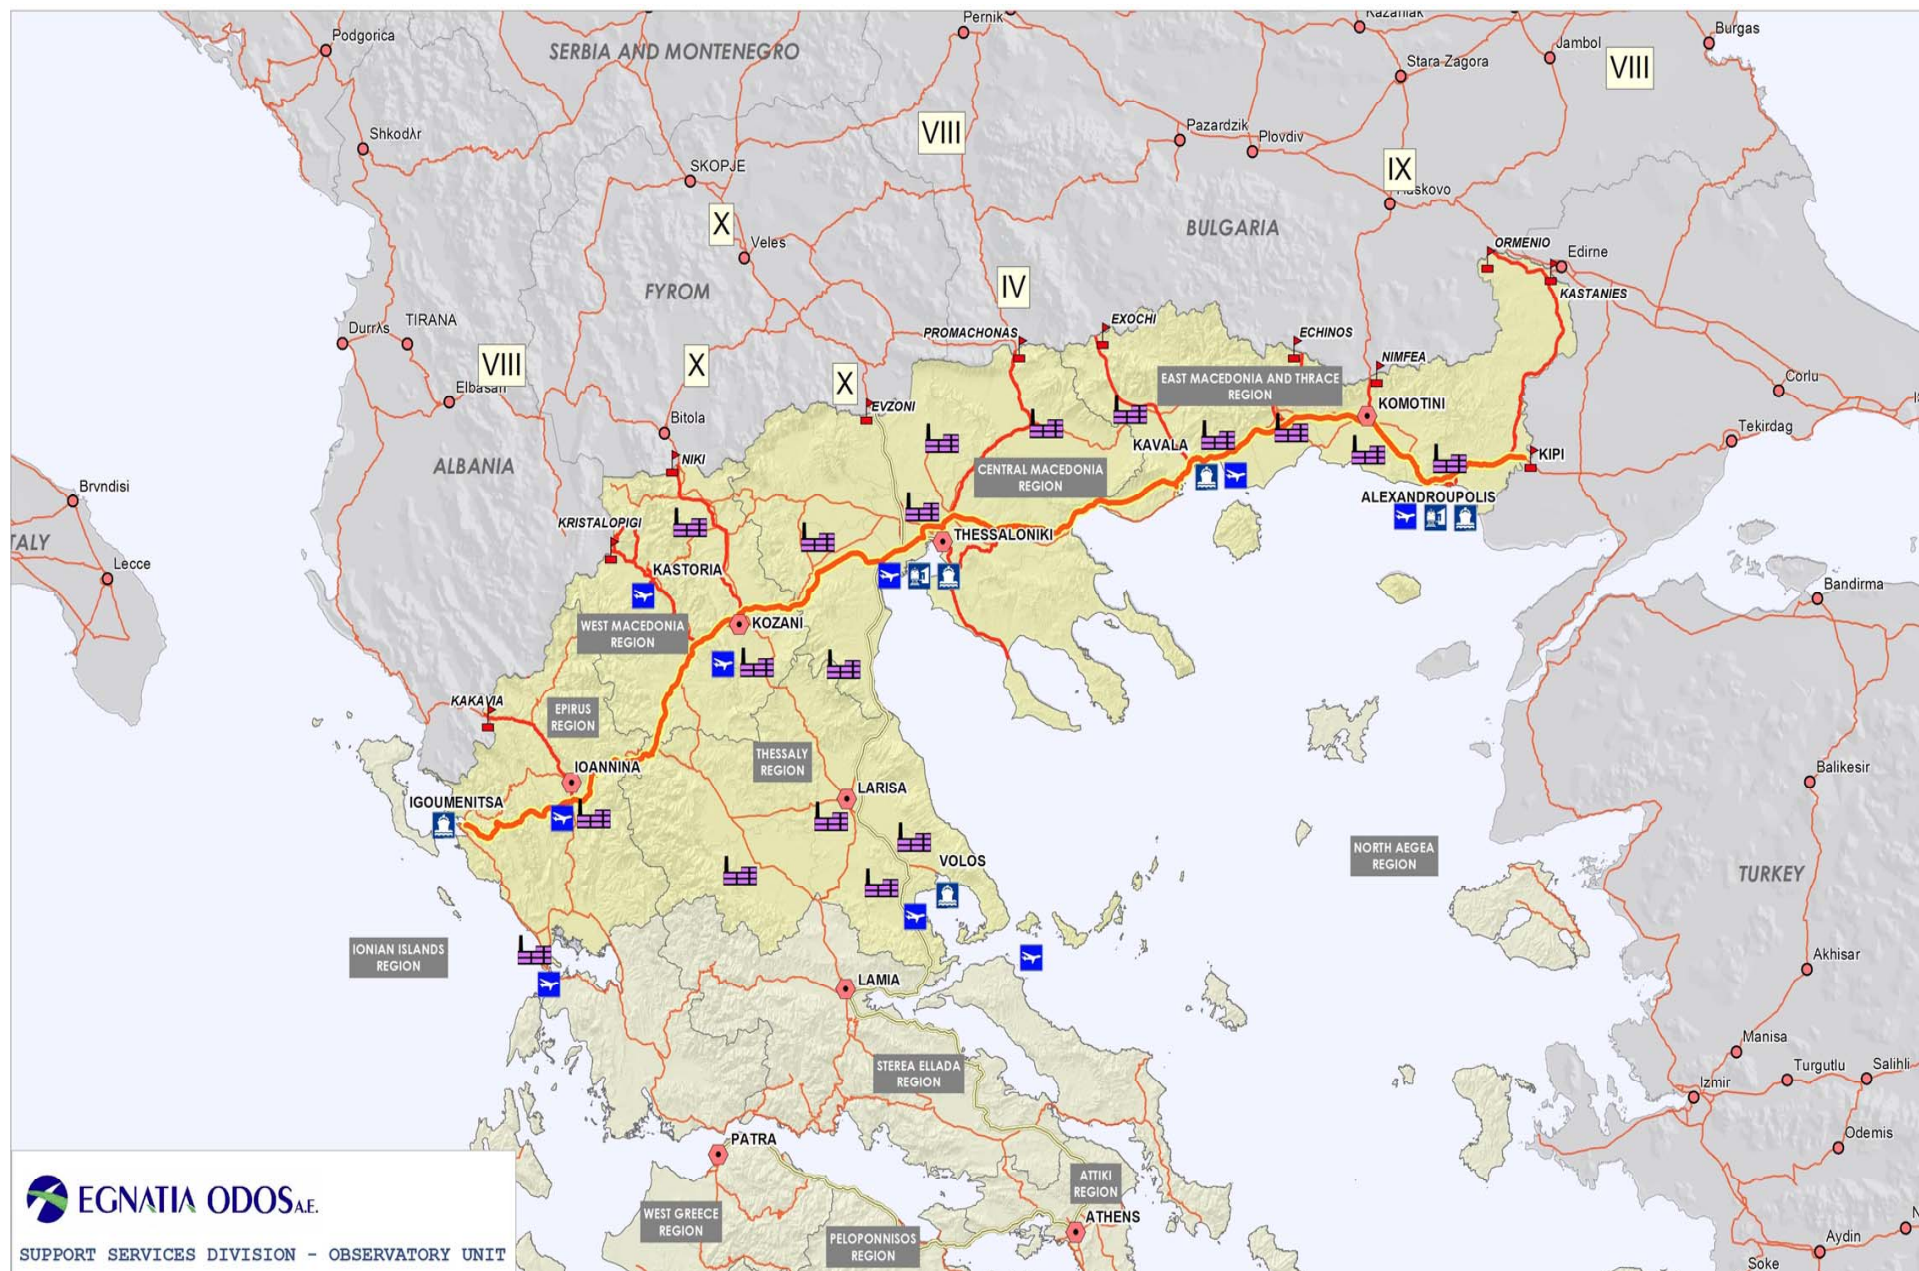 Podgorica
SERBIA AND MONTENEGRO
Pernik
Kazanlak
Burgas
Jambol
Stara Zagora
VIII
Shkodλr
VIII
Pazardzik
Plovdiv
SKOPJE
IX
Haskovo
X
Veles
BULGARIA
ORMENIO
Edirne
FYROM
IV
KASTANIES
Durrλs
TIRANA
PROMACHONAS
EXOCHI
ECHINOS
VIII
X
X
NIMFEA
EAST MACEDONIA AND THRACE
REGION
Elbasan
Corlu
EVZONI
KOMOTINI
Bitola
Tekirdag
KAVALA
NIKI
ALBANIA
CENTRAL MACEDONIA
REGION
KIPI
Brvndisi
ALEXANDROUPOLIS
KRISTALOPIGI
TALY
THESSALONIKI
Lecce
KASTORIA
Bandirma
WEST MACEDONIA
REGION
KOZANI
KAKAVIA
EPIRUS
REGION
THESSALY
REGION
IOANNINA
Balikesir
LARISA
IGOUMENITSA
NORTH AEGEA
REGION
VOLOS
TURKEY
IONIAN ISLANDS
REGION
Akhisar
LAMIA
Manisa
STEREA ELLADA
REGION
Turgutlu
Salihli
Izmir
Odemis
PATRA
ATTIKI
REGION
EGNATIA ODOS A.E.
WEST GREECE
REGION
ATHENS
PELOPONNISOS
REGION
Aydin
SUPPORT SERVICES DIVISION - OBSERVATORY UNIT
Soke